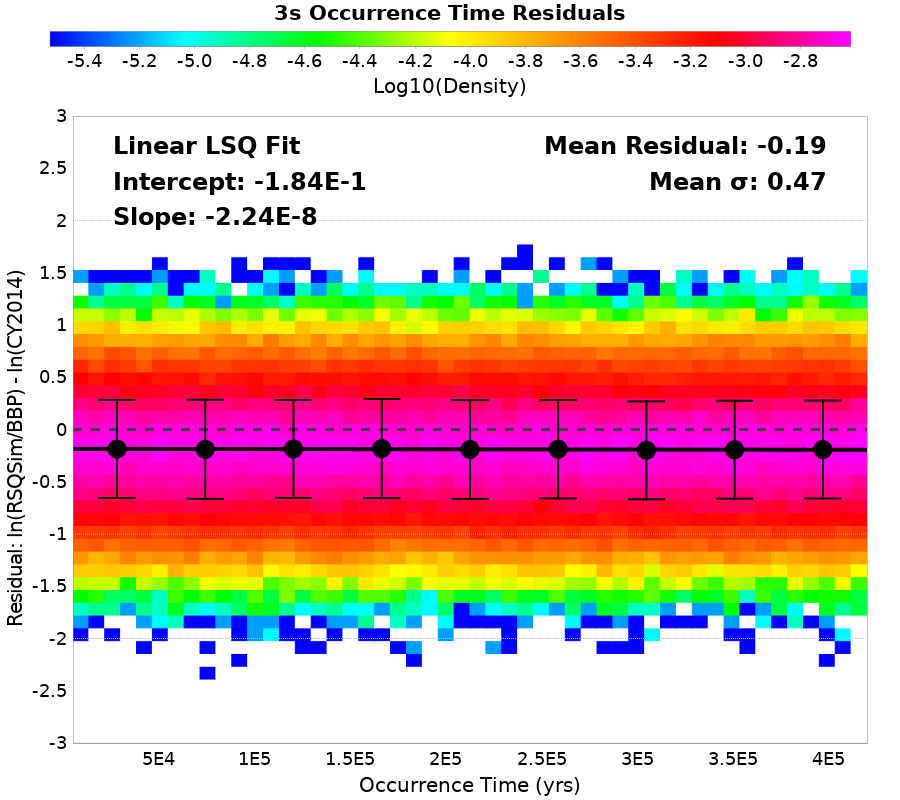 3s Occurrence Time Residuals
-5.4 -5.2 -5.0 -4.8 -4.6 -4.4 -4.2 -4.0 -3.8 -3.6 -3.4 -3.2 -3.0 -2.8
Log10(Density)
Linear LSQ Fit
Intercept: -1.84E-1
Slope: -2.24E-8
Mean Residual: -0.19
Mean σ: 0.47
Residual: ln(RSQSim/BBP) - ln(CY2014)
3
2.5
2
1.5
1
0.5
0
-0.5
-1
-1.5
-2
-2.5
-3
5E4 1E5 1.5E5 2E5 2.5E5 3E5 3.5E5 4E5
Occurrence Time (yrs)